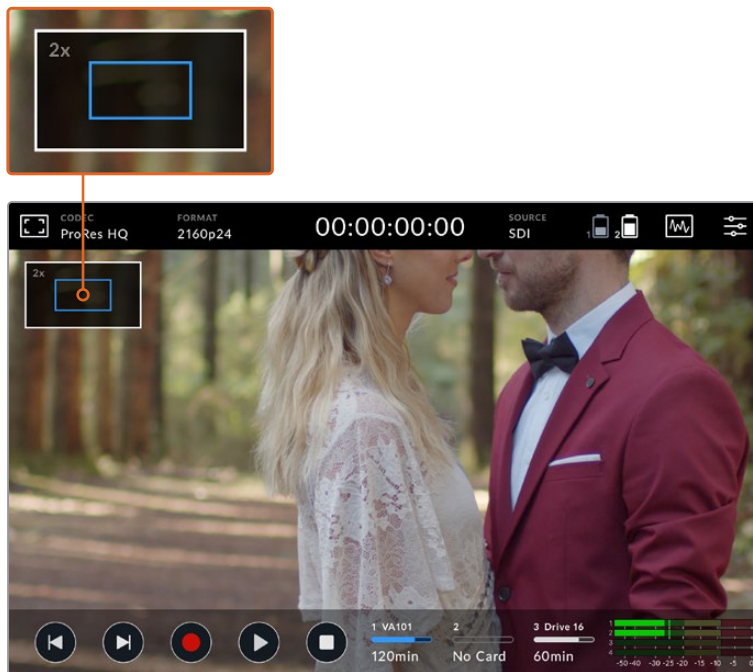 2x
CODEC
ProRes HQ
FORMAT
2160p24
00:00:00:00
SOURCE
SDI
1
2
2x
1 VA101
120min
2
No Card
3 Drive 16
60min
1
2
3
4
-50 -40 -30 -25 -20 -15 -10 -5